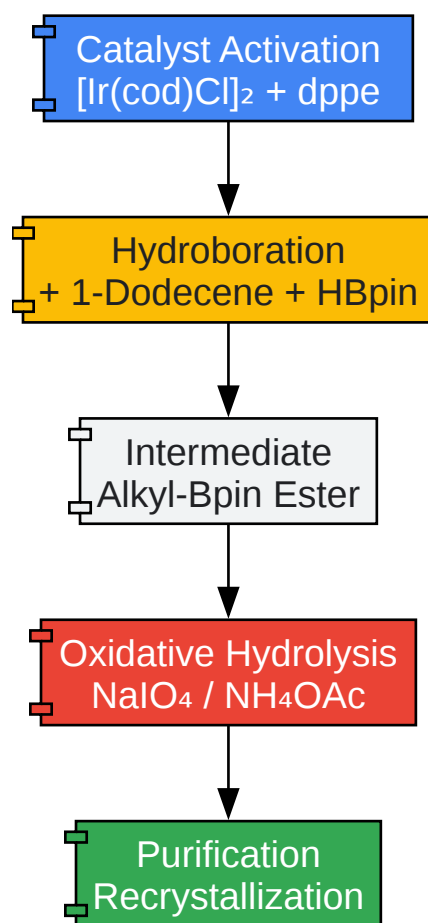 Catalyst Activation
[Ir(cod)Cl]₂ + dppe
Hydroboration
+ 1-Dodecene + HBpin
Intermediate
Alkyl-Bpin Ester
Oxidative Hydrolysis
NaIO₄ / NH₄OAc
Purification
Recrystallization